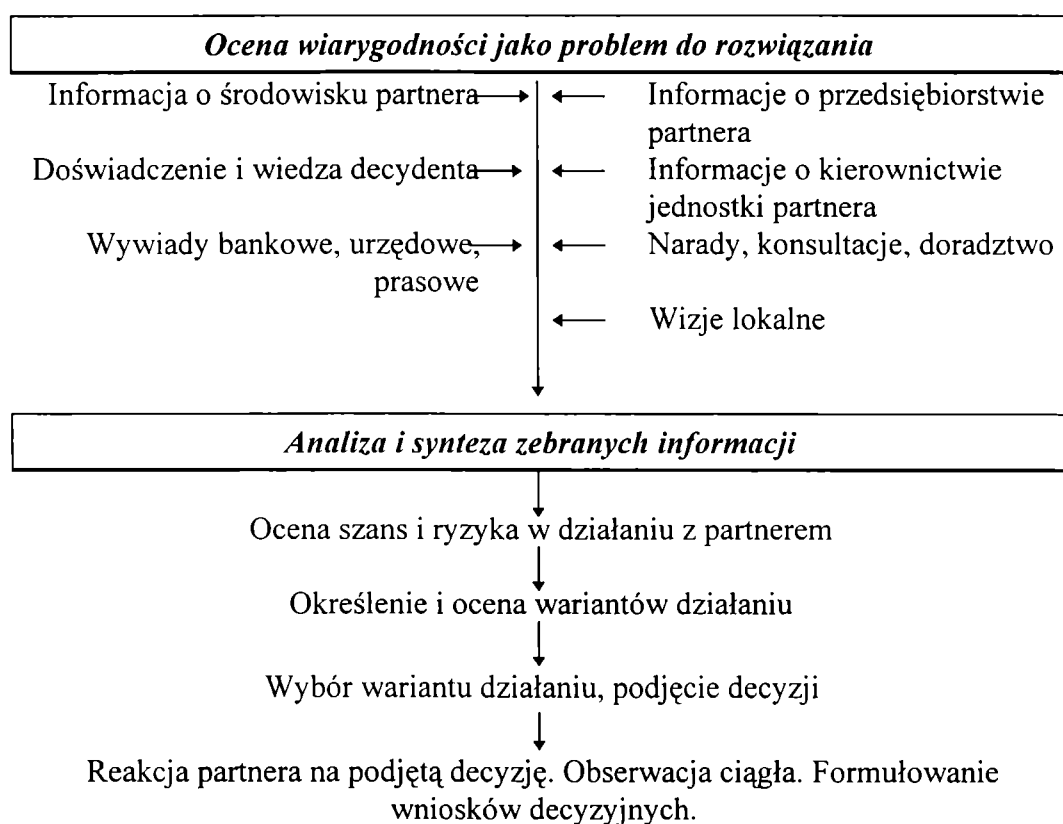 Ocena wiarygodności jako problem do rozwiązania
Informacja o środowisku partnera
Informacje o przedsiębiorstwie
partnera
Doświadczenie i wiedza decydenta
Informacje o kierownictwie
jednostki partnera
Wywiady bankowe, urzędowe,
prasowe
Narady, konsultacje, doradztwo
Wizje lokalne
Analiza i synteza zebranych informacji
Ocena szans i ryzyka w działaniu z partnerem
Określenie i ocena wariantów działaniu
Wybór wariantu działaniu, podjęcie decyzji
Reakcja partnera na podjętą decyzję. Obserwacja ciągła. Formułowanie
wniosków decyzyjnych.